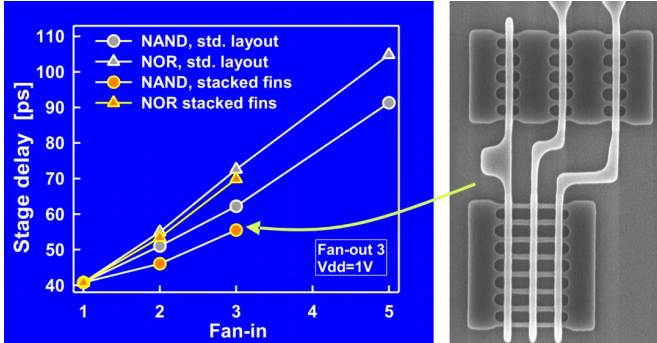 110
100
90
80
70
60
50
40
Stage delay [ps]
NAND, std. layout
NOR, std. layout
NAND, stacked fins
NOR stacked fins
Fan-out 3
Vdd=1V
1
2
3
4
5
Fan-in